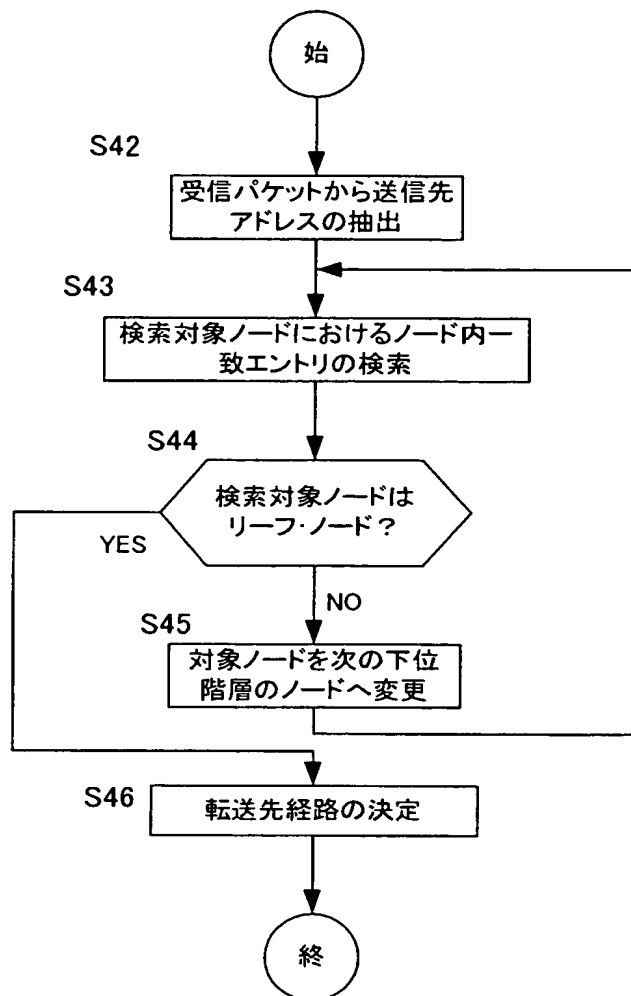 始
S42
受信パケットから送信先
アドレスの抽出
S43
検索対象ノードにおけるノード内一
致エントリの検索
S44
検索対象ノードは
リーフ・ノード？
YES
NO
S45
対象ノードを次の下位
階層のノードへ変更
S46
転送先経路の決定
終